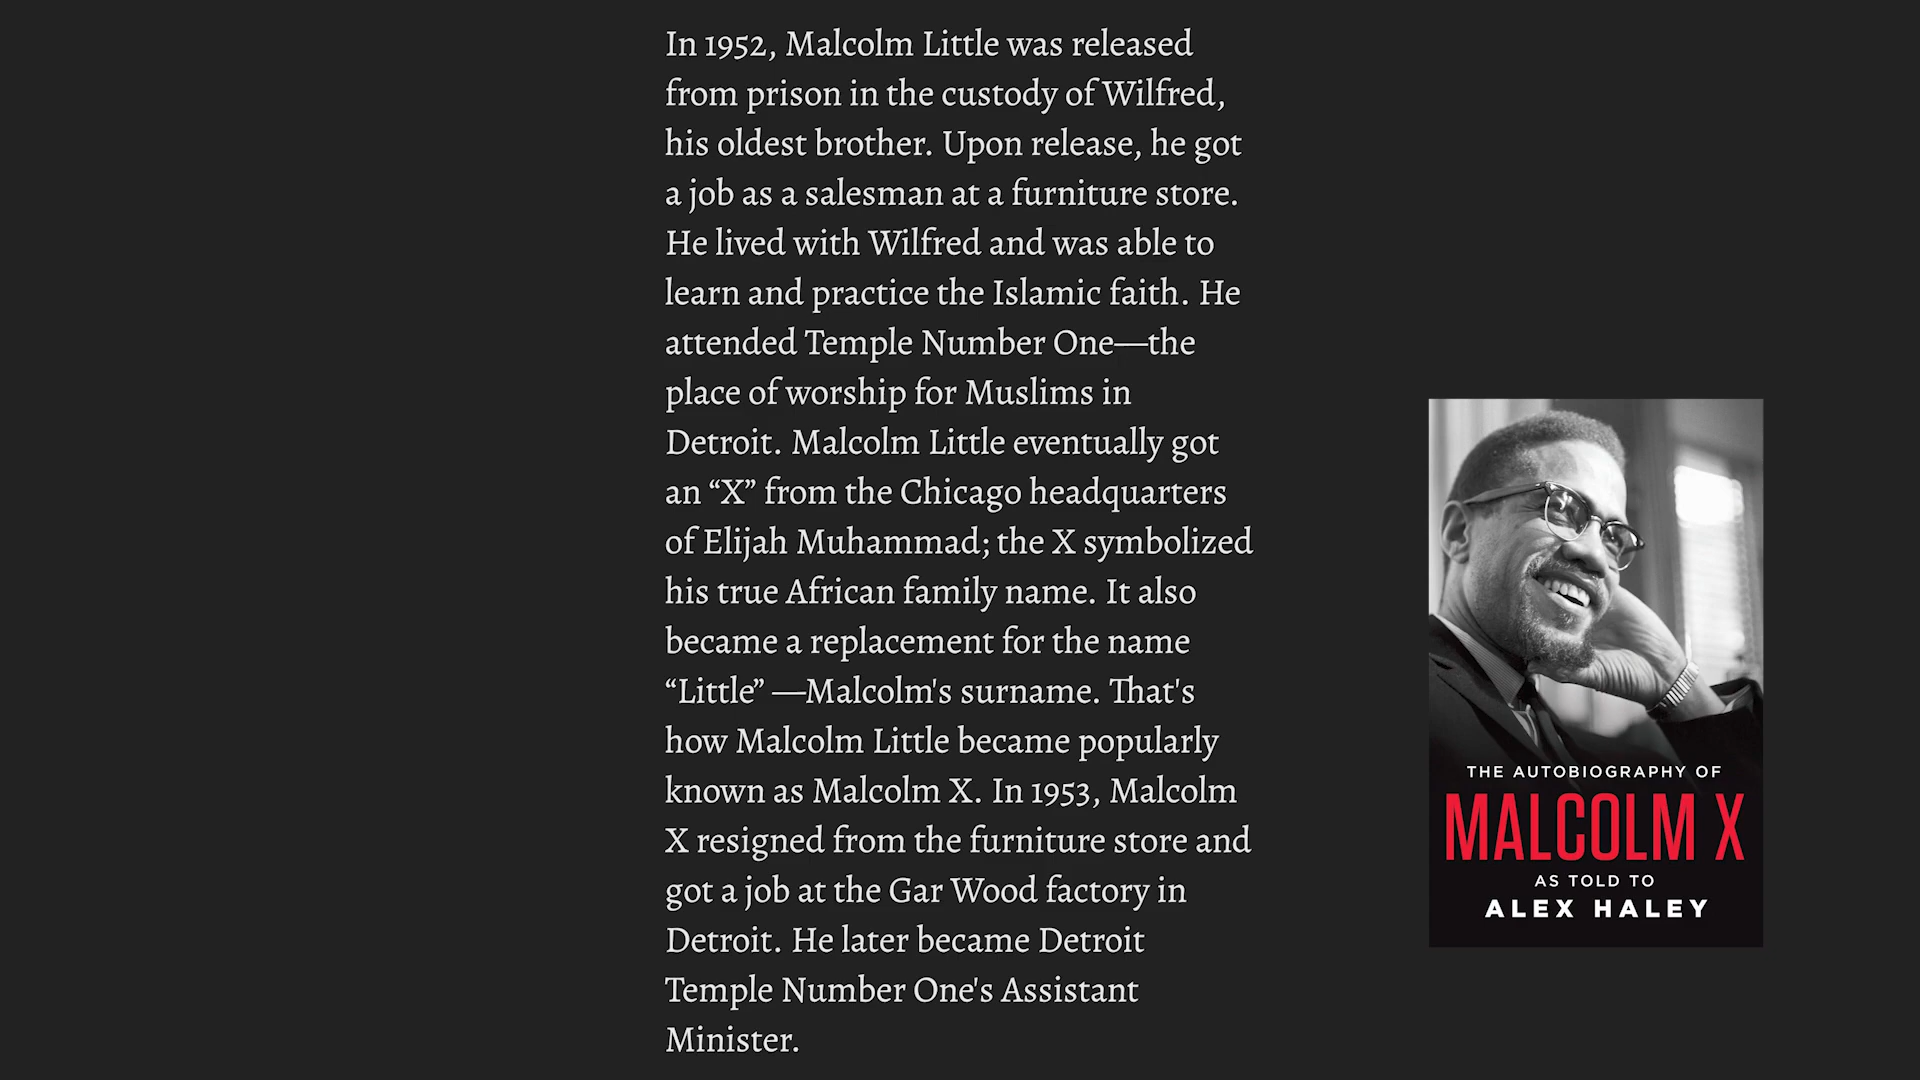 In 1952, Malcolm Little was released
from prison in the custody of Wilfred,
his oldest brother. Upon release, he got
a job as a salesman at a furniture store.
He lived with Wilfred and was able to
learn and practice the Islamic faith. He
attended Temple Number One—the
place of worship for Muslims in
Detroit. Malcolm Little eventually got
an “X” from the Chicago headquarters
of Elijah Muhammad; the X symbolized
his true African family name. It also
became a replacement for the name
“Little” —Malcolm's surname. That's
how Malcolm Little became popularly
known as Malcolm X. In 1953, Malcolm
X resigned from the furniture store and
got a job at the Gar Wood factory in
Detroit. He later became Detroit
Temple Number One's Assistant
Minister.
THE AUTOBIOGRAPHY OF
MALCOLM X
AS TOLD TO
ALEX HALEY